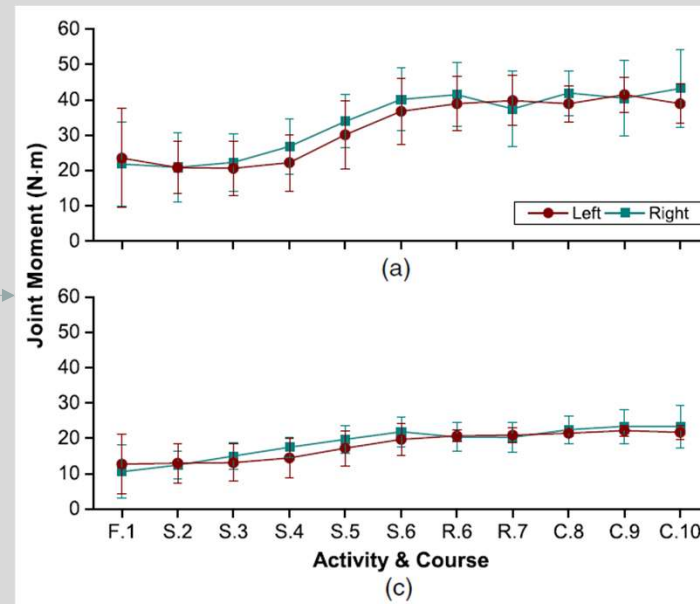 60
50
40
30
20
10
0
Left Right
(a)
Joint Moment (N·m)
60
50
40
30
20
10
0
F.1 S.2 S.3 S.4 S.5 S.6 R.6 R.7 C.8 C.9 C.10
Activity & Course
(c)